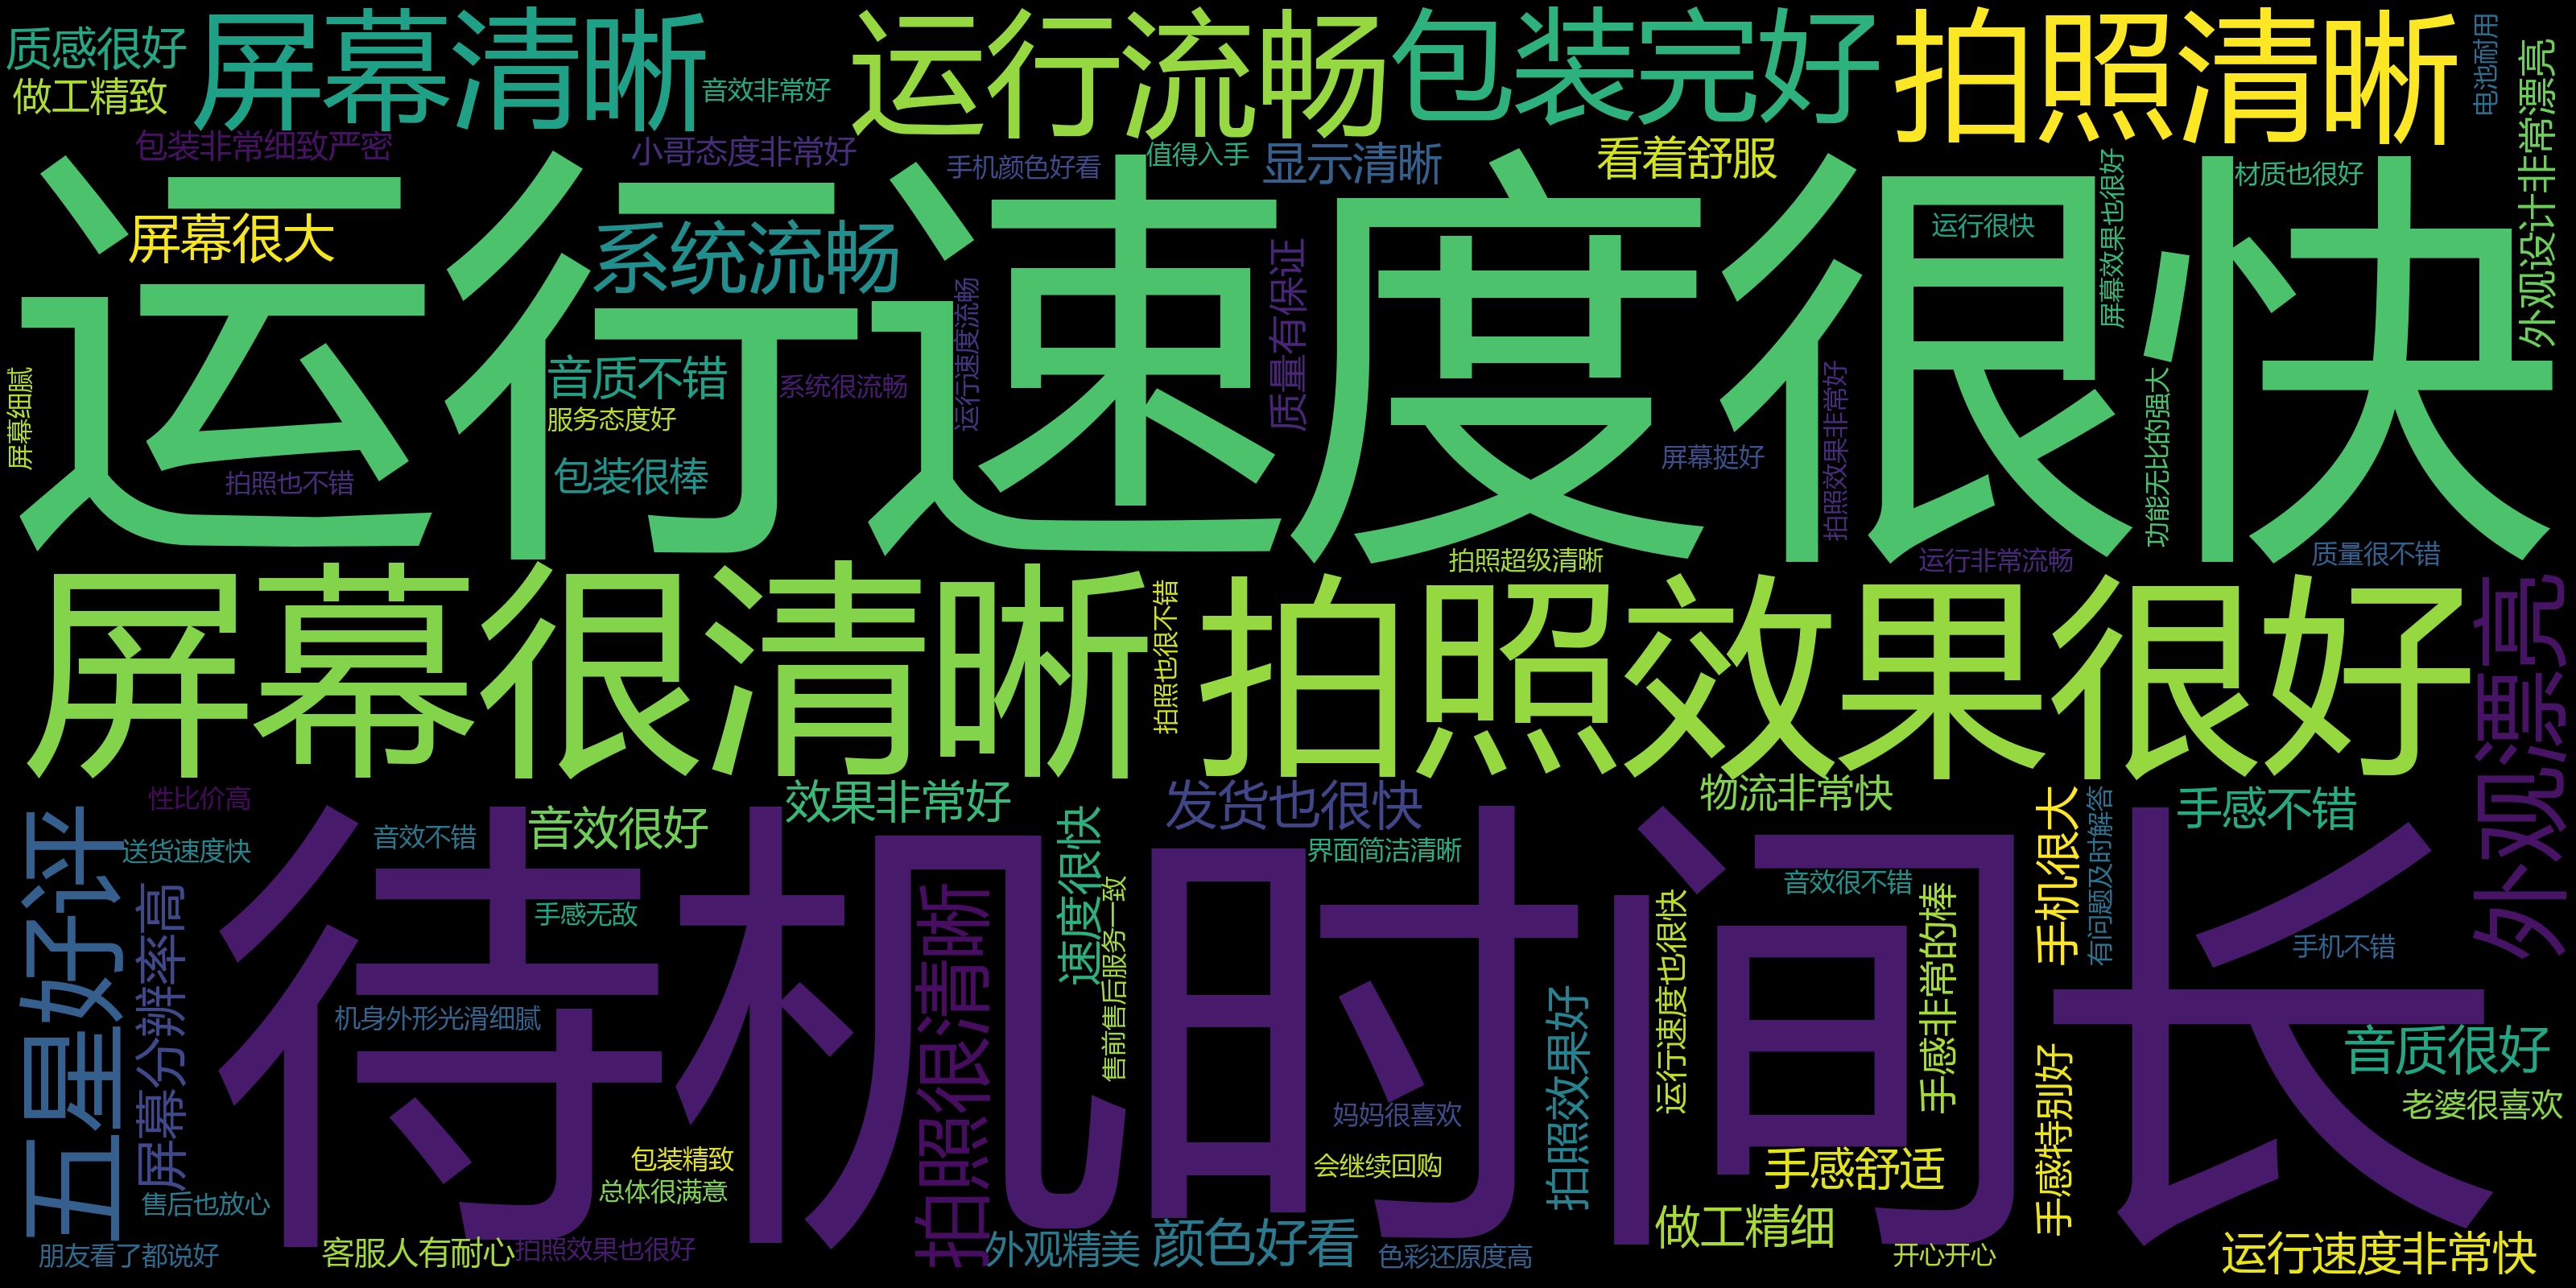 质感很好
屏幕清晰
运行流畅
包装完好
拍照清晰
电池耐用
外观设计非常漂亮
做工精致
音效非常好
包装非常细致严密
小哥态度非常好
手机颜色好看
值得入手
显示清晰
看着舒服
屏幕效果也很好
材质也很好
运行速度很快
屏幕很大
系统流畅
运行很快
质量有保证
运行速度流畅
音质不错
系统很流畅
服务态度好
屏幕细腻
拍照也不错
包装很棒
屏幕挺好
拍照效果非常好
功能无比的强大
拍照超级清晰
运行非常流畅
质量很不错
屏幕很清晰
拍照也很不错
拍照效果很好
外观漂亮
性比价高
音效很好
效果非常好
发货也很快
物流非常快
手机很大
有问题及时解答
手感不错
五星好评
送货速度快
音效不错
速度很快
界面简洁清晰
音效很不错
待机时间长
屏幕分辨率高
手感无敌
拍照很清晰
售前售后服务一致
运行速度也很快
手感非常的棒
手机不错
机身外形光滑细腻
拍照效果好
手感特别好
音质很好
妈妈很喜欢
老婆很喜欢
包装精致
会继续回购
手感舒适
总体很满意
售后也放心
做工精细
朋友看了都说好
客服人有耐心
拍照效果也很好
外观精美
颜色好看
色彩还原度高
开心开心
运行速度非常快